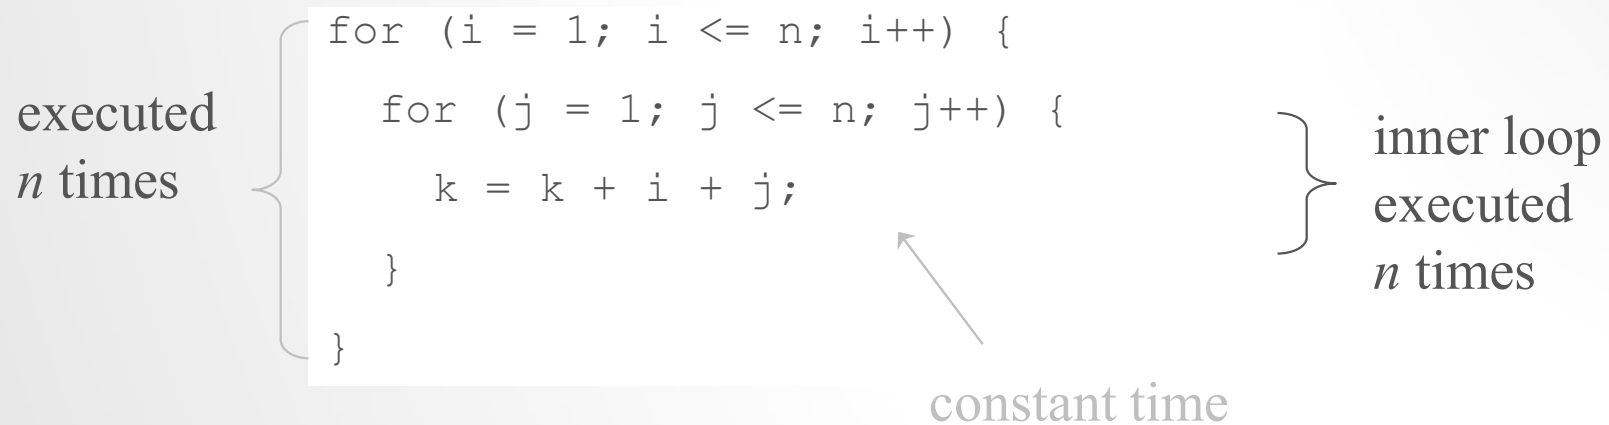 for (i = 1; i <= n; i++) {
for (j = 1; j <= n; j++) {
k = k + i + j;
}
}
executed
n times
inner loop
executed
n times
constant time